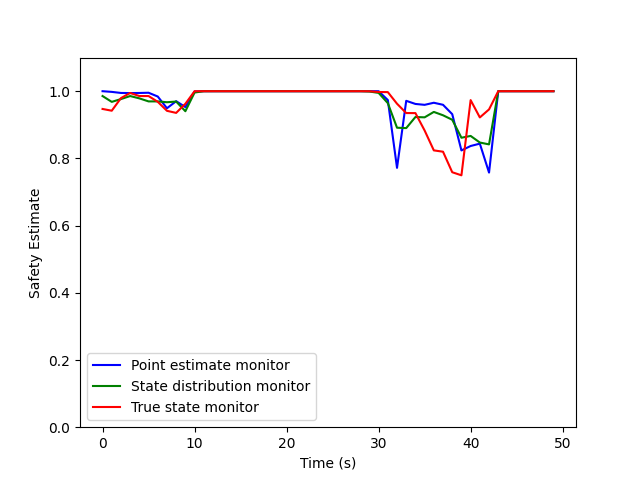 1.0
0.8
0.6
0.4
0.2
0.0
Safety Estimate
Point estimate monitor
State distribution monitor
True state monitor
0 10 20 30 40 50
Time (s)